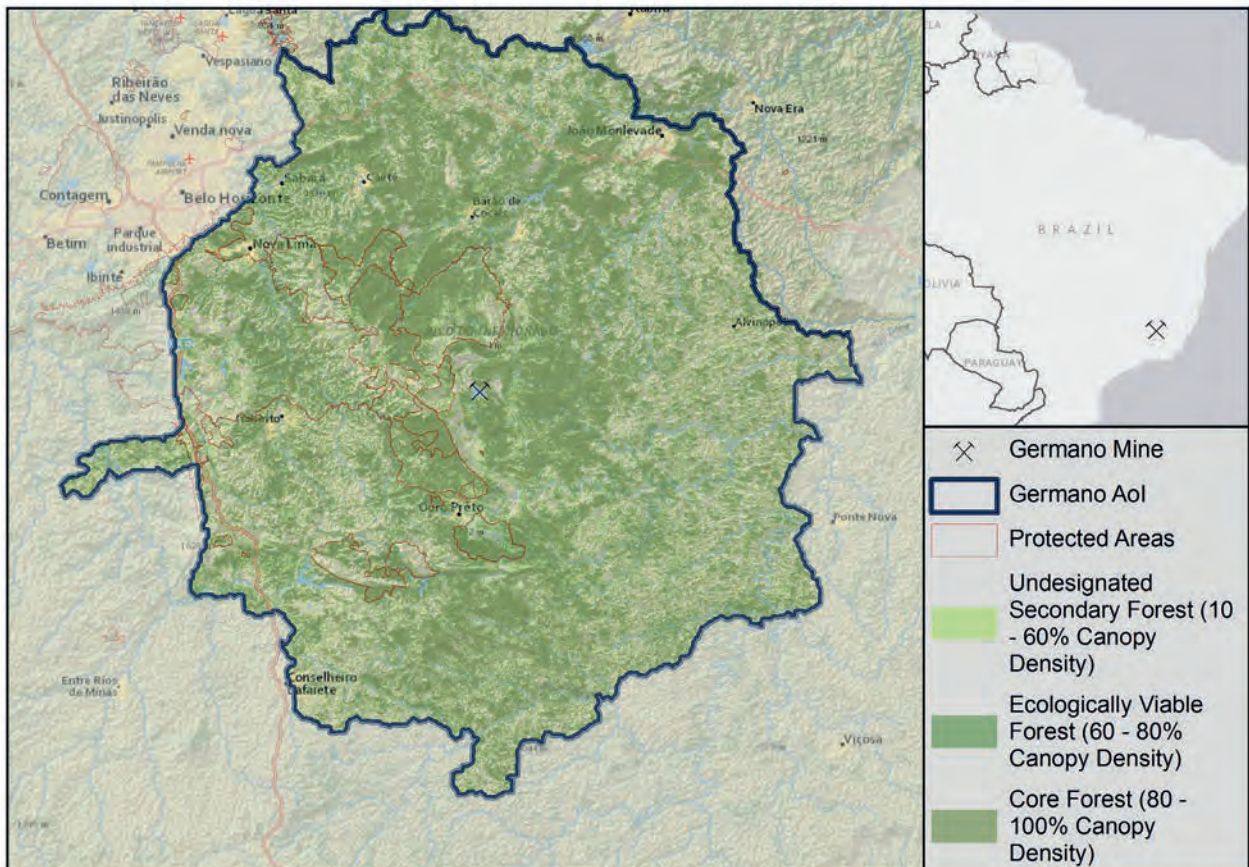 Vespasiano
Ribeirão
das Neves
Justinopolis
Venda nova
Contagem
Belo Horizonte
Sabará
Caeté
Barão de
Cocais
João Monlevade
Nova Era
1221 m
Betim
Parque
industrial
Ibirité
Nova Lima
Alvinópolis
Ouro Preto
Ponte Nova
Conselheiro
Lafaiete
Entre Rios
de Minas
Viçosa
BRAZIL
PARAGUAY
Germano Mine
Germano AoI
Protected Areas
Undesignated
Secondary Forest (10
- 60% Canopy
Density)
Ecologically Viable
Forest (60 - 80%
Canopy Density)
Core Forest (80 -
100% Canopy
Density)